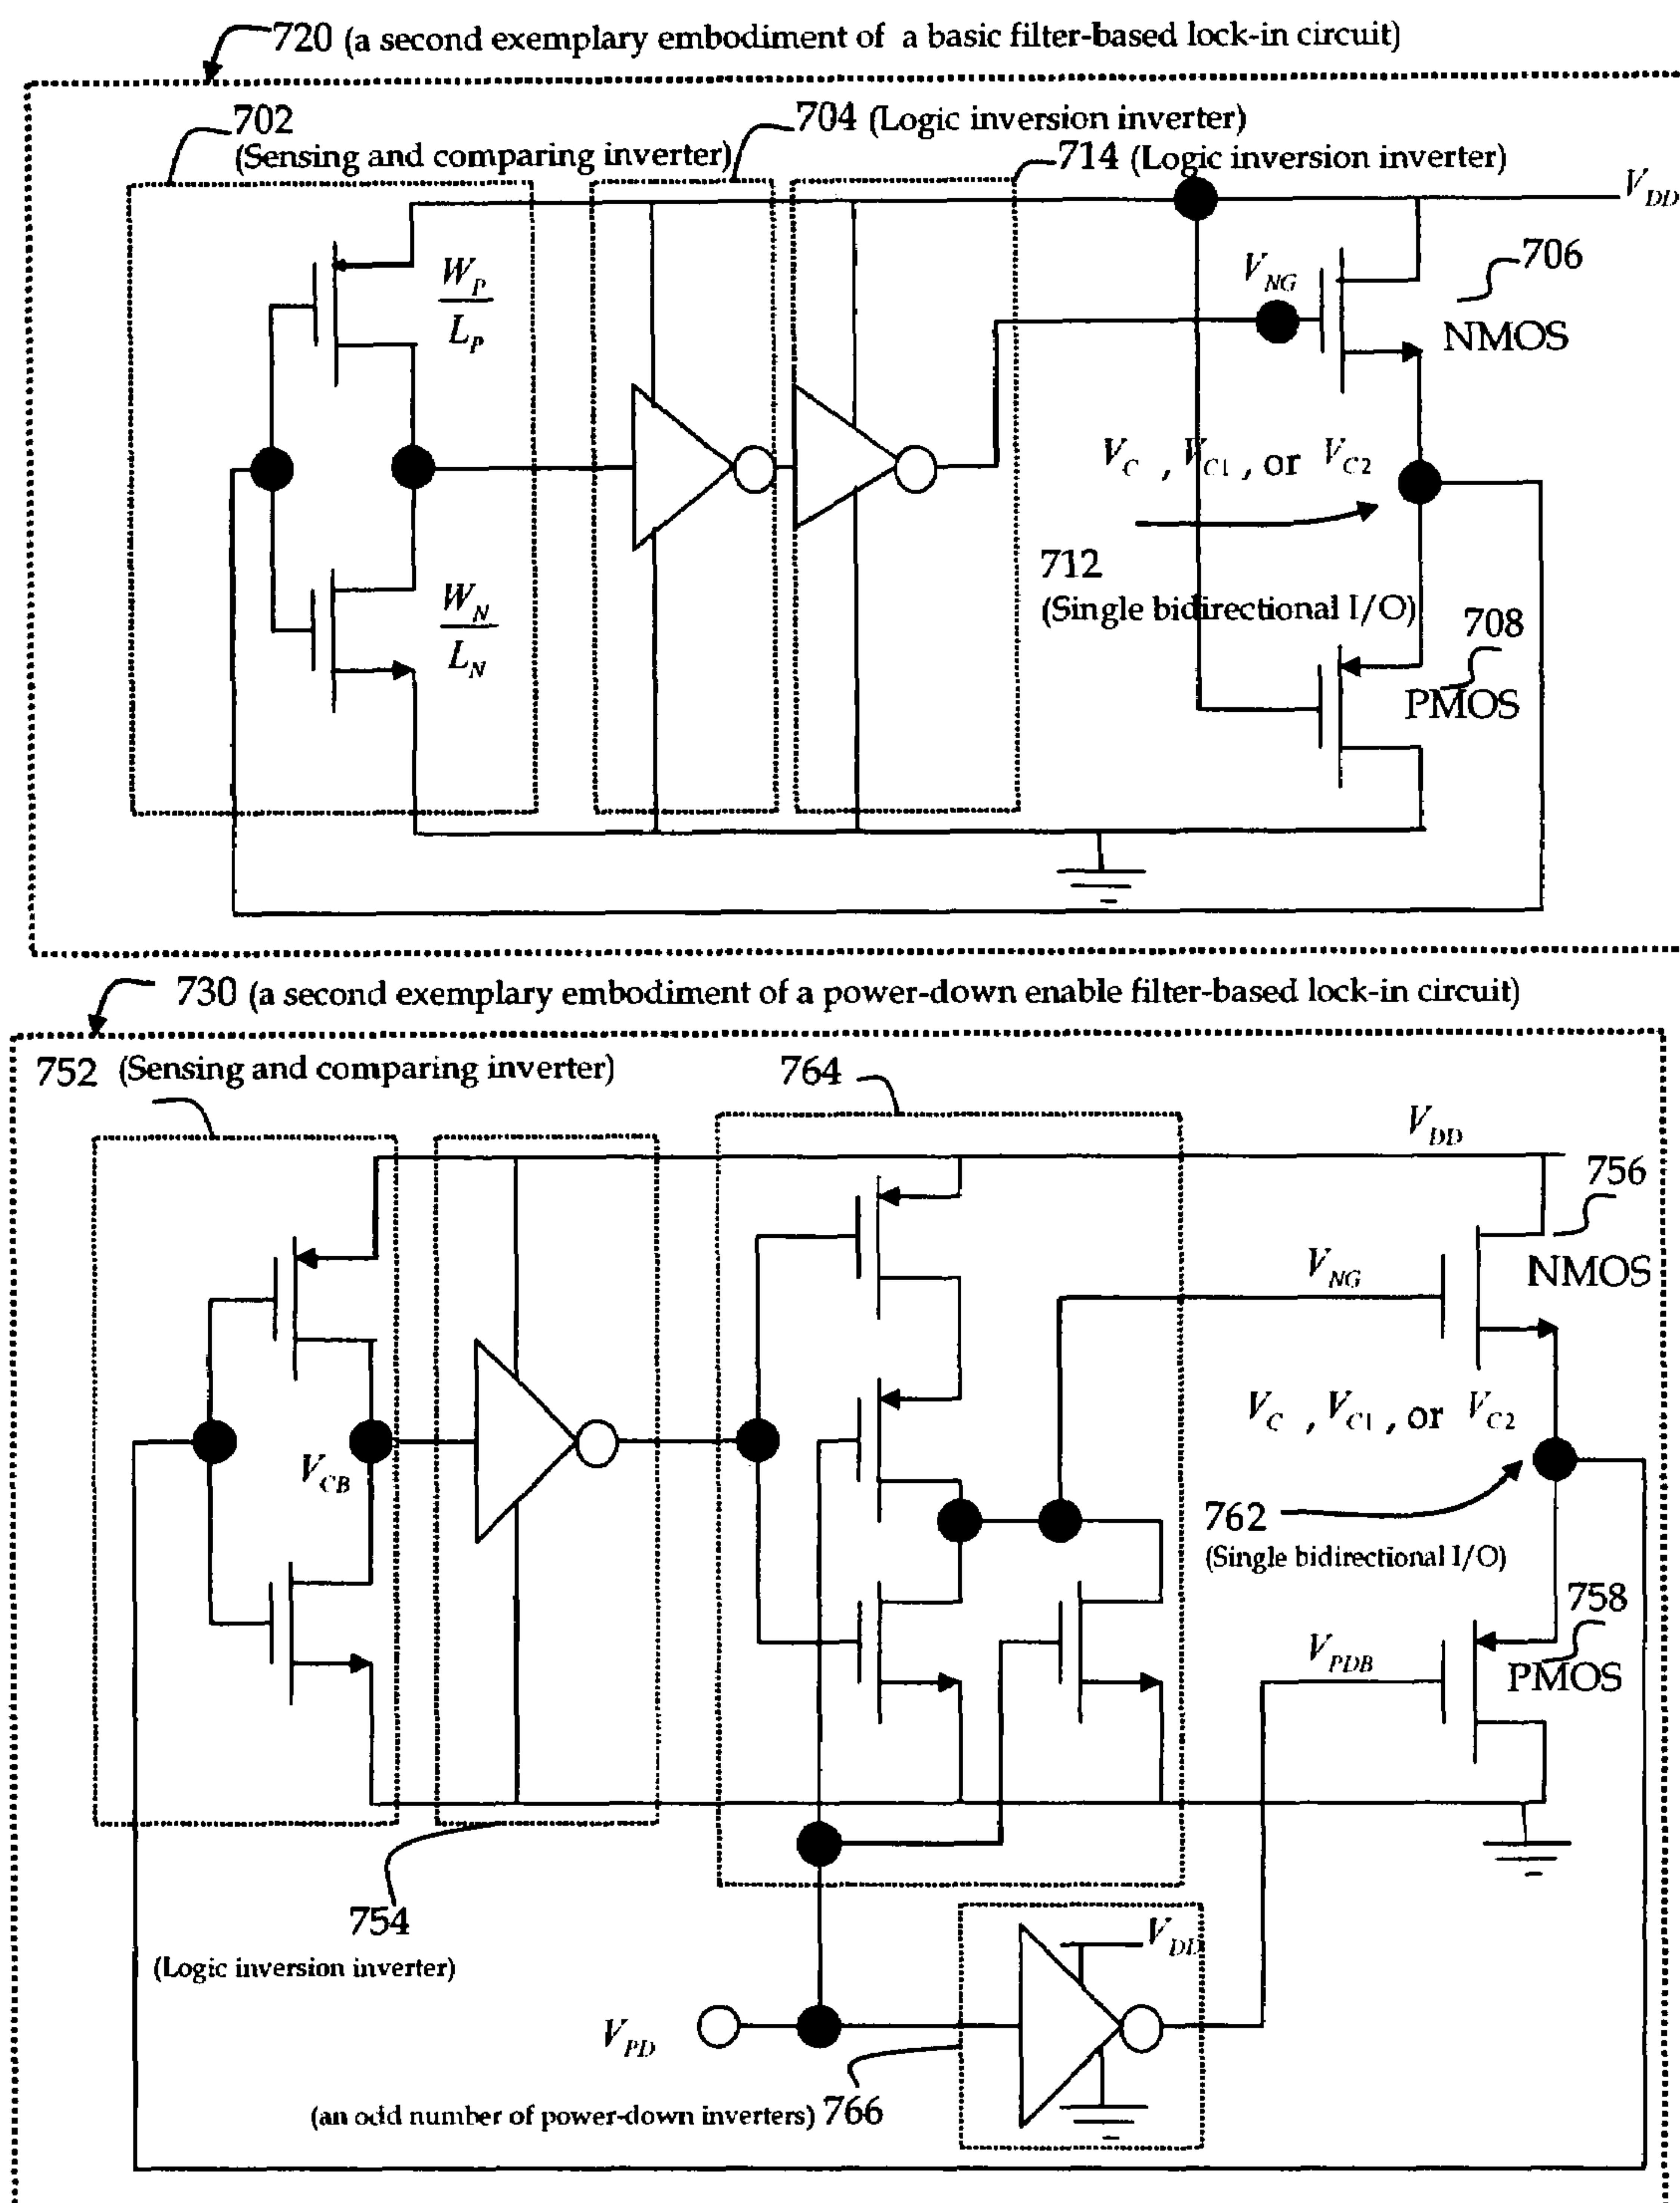 720 (a second exemplary embodiment of a basic filter-based lock-in circuit)
702
(Sensing and comparing inverter)
704 (Logic inversion inverter)
714 (Logic inversion inverter)
V_DD
W_P
L_P
V_NG
706
NMOS
V_C , V_C1 , or V_C2
712
(Single bidirectional I/O)
W_N
L_N
708
PMOS
730 (a second exemplary embodiment of a power-down enable filter-based lock-in circuit)
752 (Sensing and comparing inverter)
764
V_DD
756
NMOS
V_NG
V_C , V_C1 , or V_C2
V_CB
762
(Single bidirectional I/O)
758
PMOS
V_PDB
754
(Logic inversion inverter)
V_DD
V_PD
(an odd number of power-down inverters) 766